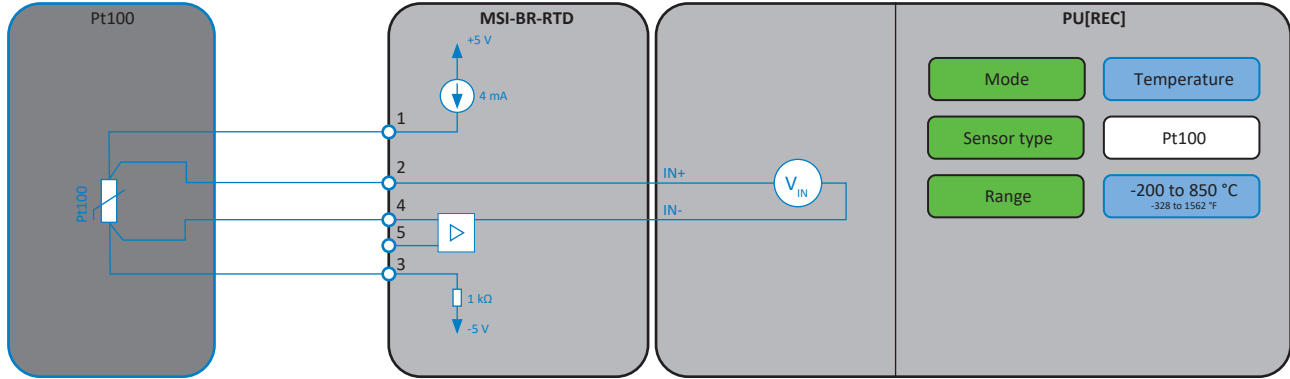 Pt100
MSI-BR-RTD
PU[REC]
+5 V
4 mA
1
2
4
5
3
Pt100
1 kΩ
-5 V
IN+
IN-
VIN
Mode
Temperature
Sensor type
Pt100
Range
-200 to 850 °C
-328 to 1562 °F